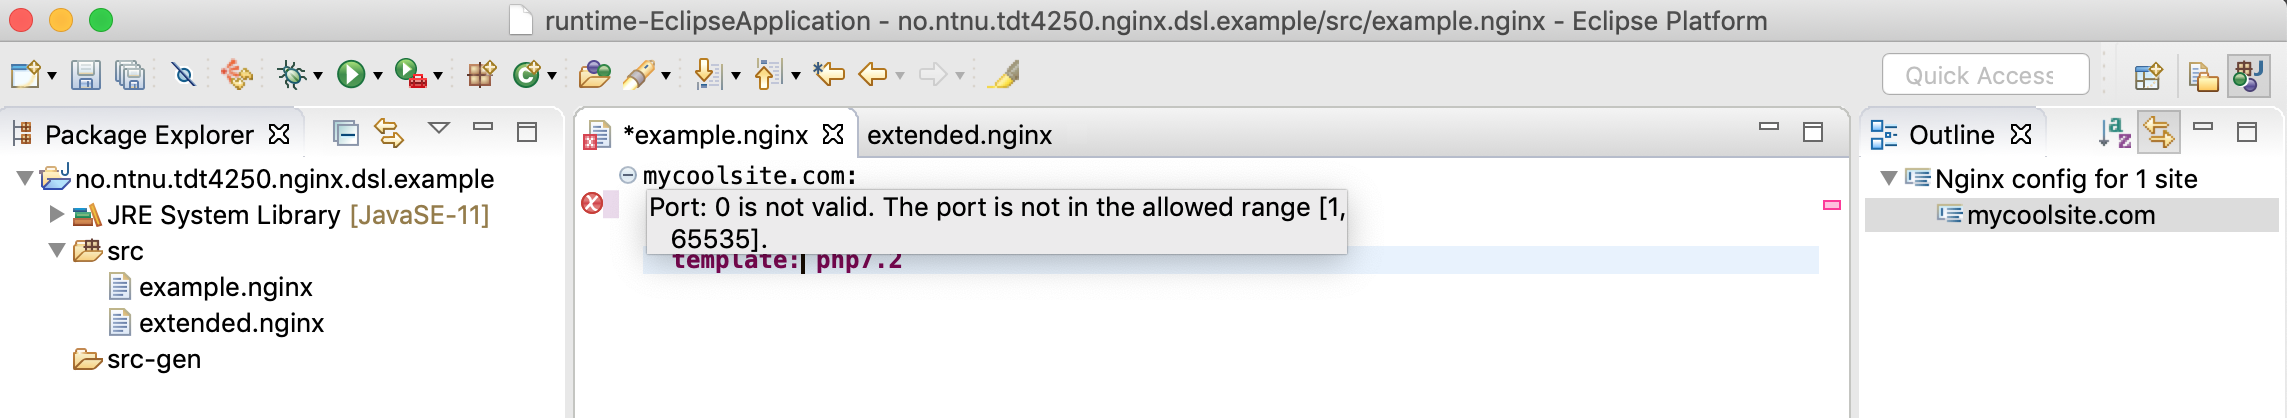 runtime-EclipseApplication - no.ntnu.tdt4250.nginx.dsl.example/src/example.nginx - Eclipse Platform
Quick Access
Package Explorer
no.ntnu.tdt4250.nginx.dsl.example
JRE System Library [JavaSE-11]
src
example.nginx
extended.nginx
src-gen
*example.nginx
extended.nginx
mycoolsite.com:
Port: 0 is not valid. The port is not in the allowed range [1,
65535].
template: php7.2
Outline
Nginx config for 1 site
mycoolsite.com